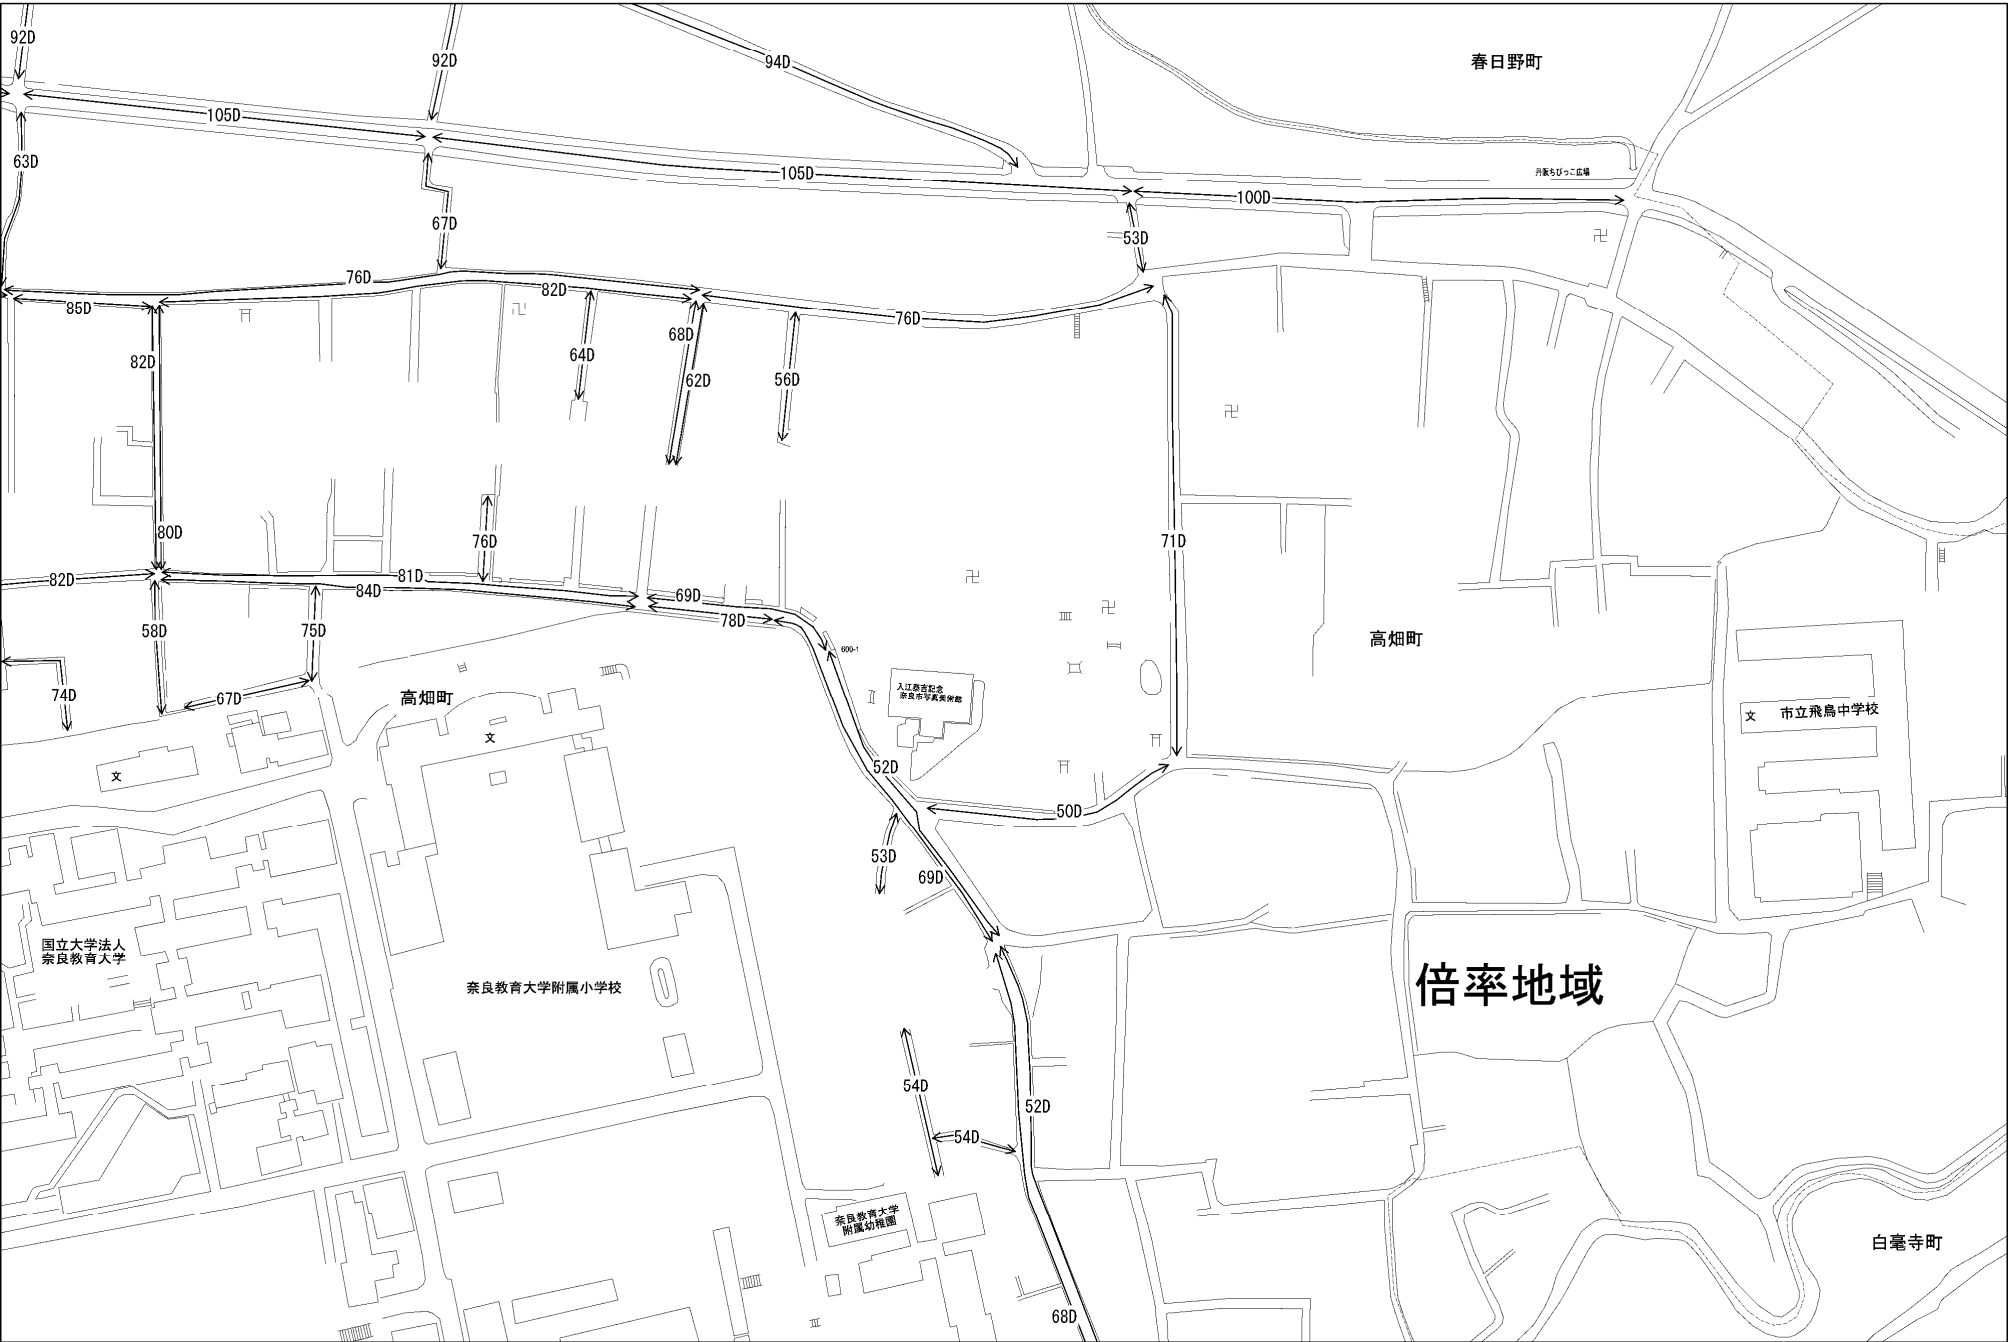 92D
92D
94D
春日野町
105D
63D
105D
丹坂ちびっこ広場
100D
67D
53D
76D
82D
85D
76D
68D
82D
64D
62D
56D
80D
76D
71D
82D
81D
84D
69D
78D
58D
75D
600-1
高畑町
74D
67D
高畑町
入江泰吉記念
奈良市写真美術館
文 市立飛鳥中学校
文
文
52D
50D
53D
69D
国立大学法人
奈良教育大学
奈良教育大学附属小学校
倍率地域
54D
52D
54D
奈良教育大学
附属幼稚園
白毫寺町
68D